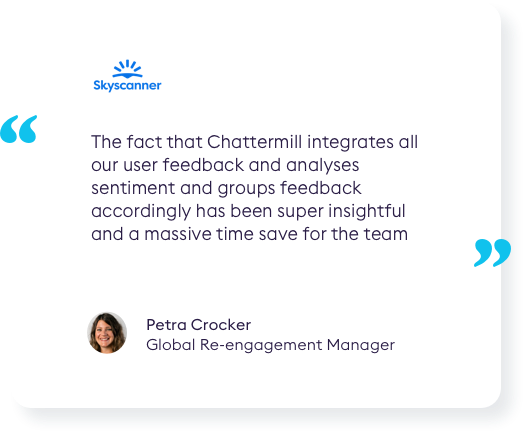 Skyscanner
“
The fact that Chattermill integrates all
our user feedback and analyses
sentiment and groups feedback
accordingly has been super insightful
and a massive time save for the team
”
Petra Crocker
Global Re-engagement Manager